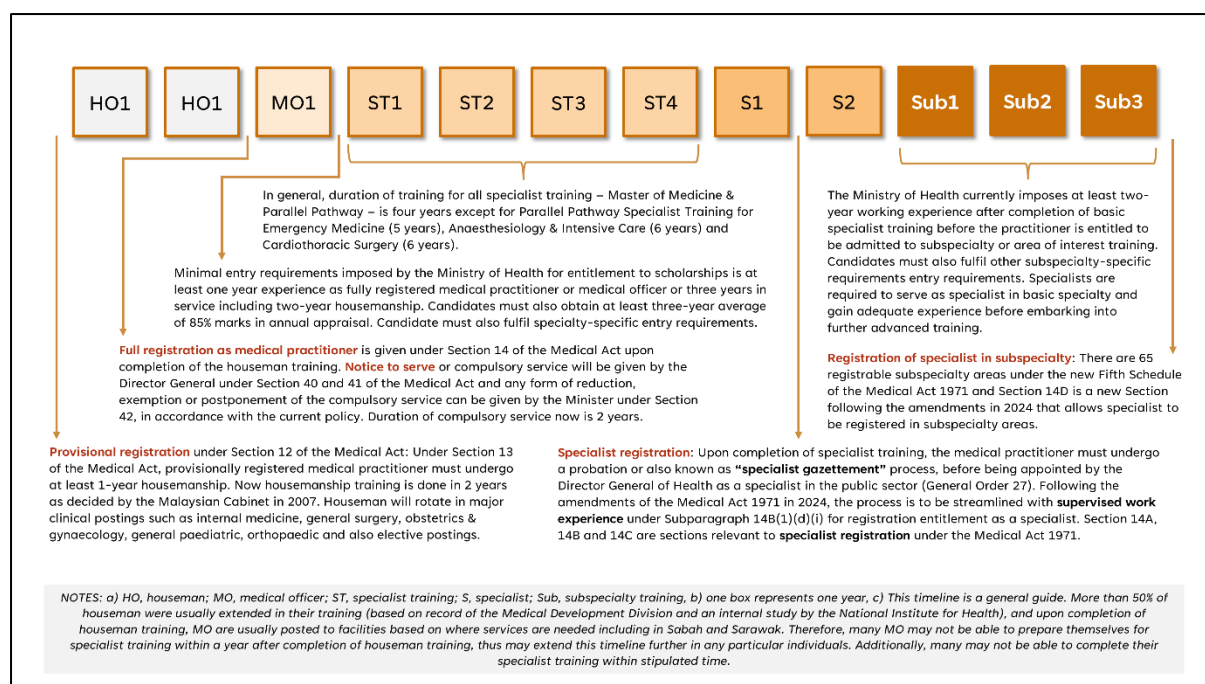 HO1 HO1 MO1 ST1 ST2 ST3 ST4 S1 S2 Sub1 Sub2 Sub3
In general, duration of training for all specialist training – Master of Medicine &
Parallel Pathway – is four years except for Parallel Pathway Specialist Training for
Emergency Medicine (5 years), Anaesthesiology & Intensive Care (6 years) and
Cardiothoracic Surgery (6 years).
Minimal entry requirements imposed by the Ministry of Health for entitlement to scholarships is at
least one year experience as fully registered medical practitioner or medical officer or three years in
service including two-year housemanship. Candidates must also obtain at least three-year average
of 85% marks in annual appraisal. Candidate must also fulfil specialty-specific entry requirements.
Full registration as medical practitioner is given under Section 14 of the Medical Act upon
completion of the houseman training. Notice to serve or compulsory service will be given by the
Director General under Section 40 and 41 of the Medical Act and any form of reduction,
exemption or postponement of the compulsory service can be given by the Minister under Section
42, in accordance with the current policy. Duration of compulsory service now is 2 years.
Provisional registration under Section 12 of the Medical Act: Under Section 13
of the Medical Act, provisionally registered medical practitioner must undergo
at least 1-year housemanship. Now housemanship training is done in 2 years
as decided by the Malaysian Cabinet in 2007. Houseman will rotate in major
clinical postings such as internal medicine, general surgery, obstetrics &
gynaecology, general paediatric, orthopaedic and also elective postings.
The Ministry of Health currently imposes at least two-
year working experience after completion of basic
specialist training before the practitioner is entitled to
be admitted to subspecialty or area of interest training.
Candidates must also fulfil other subspecialty-specific
requirements entry requirements. Specialists are
required to serve as specialist in basic specialty and
gain adequate experience before embarking into
further advanced training.
Registration of specialist in subspecialty: There are 65
registrable subspecialty areas under the new Fifth Schedule
of the Medical Act 1971 and Section 14D is a new Section
following the amendments in 2024 that allows specialist to
be registered in subspecialty areas.
Specialist registration: Upon completion of specialist training, the medical practitioner must undergo
a probation or also known as “specialist gazettement” process, before being appointed by the
Director General of Health as a specialist in the public sector (General Order 27). Following the
amendments of the Medical Act 1971 in 2024, the process is to be streamlined with supervised work
experience under Subparagraph 14B(1)(d)(i) for registration entitlement as a specialist. Section 14A,
14B and 14C are sections relevant to specialist registration under the Medical Act 1971.
NOTES: a) HO, houseman; MO, medical officer; ST, specialist training; S, specialist; Sub, subspecialty training, b) one box represents one year, c) This timeline is a general guide. More than 50% of
houseman were usually extended in their training (based on record of the Medical Development Division and an internal study by the National Institute for Health), and upon completion of
houseman training, MO are usually posted to facilities based on where services are needed including in Sabah and Sarawak. Therefore, many MO may not be able to prepare themselves for
specialist training within a year after completion of houseman training, thus may extend this timeline further in any particular individuals. Additionally, many may not be able to complete their
specialist training within stipulated time.